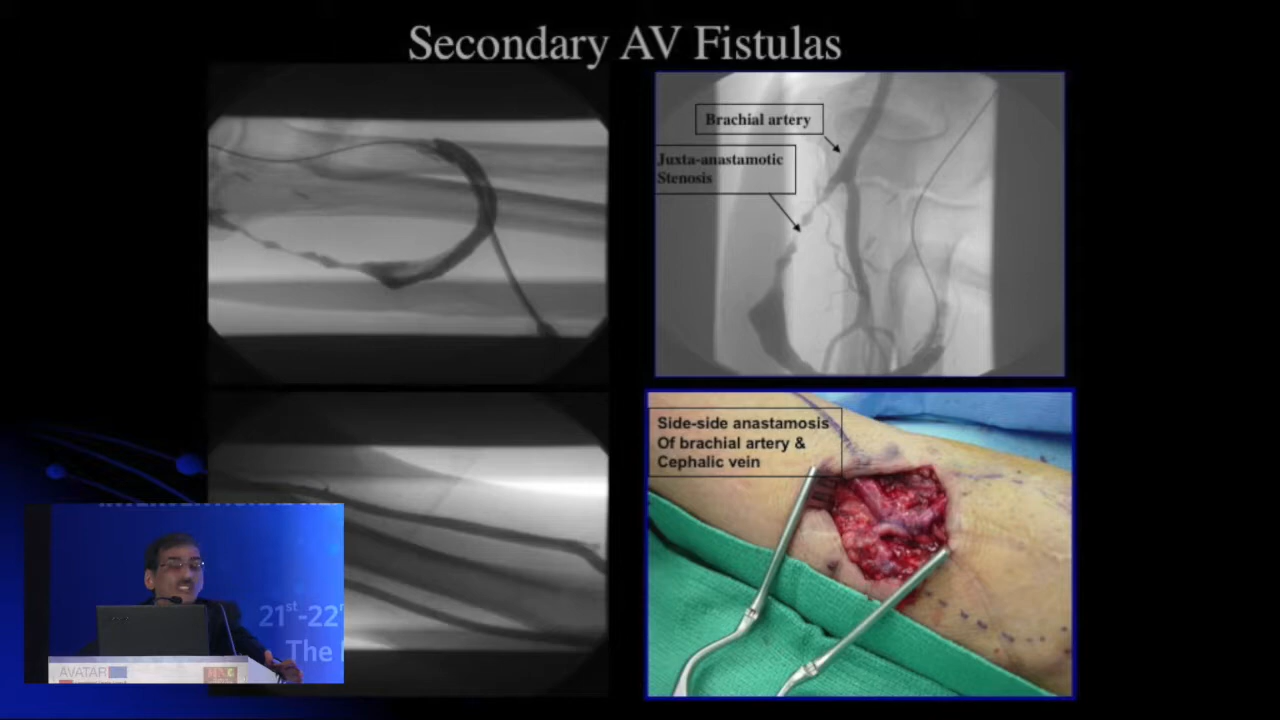 Secondary AV Fistulas
Brachial artery
Juxta-anastamotic
Stenosis
Side-side anastamosis
Of brachial artery &
Cephalic vein
21st-22
The
AVATAR